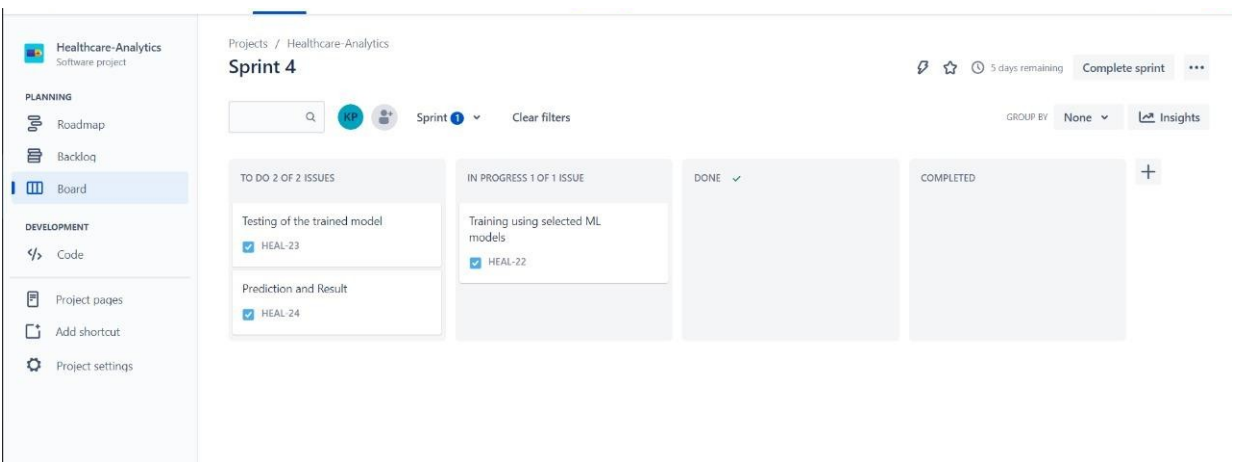 Healthcare-Analytics
Software project
PLANNING
Roadmap
Backlog
Board
DEVELOPMENT
Code
Project pages
Add shortcut
Project settings
Projects / Healthcare-Analytics
Sprint 4
5 days remaining
Complete sprint
KP
Sprint 1
Clear filters
GROUP BY
None
Insights
TO DO 2 OF 2 ISSUES
Testing of the trained model
HEAL-23
Prediction and Result
HEAL-24
IN PROGRESS 1 OF 1 ISSUE
Training using selected ML
models
HEAL-22
DONE
COMPLETED